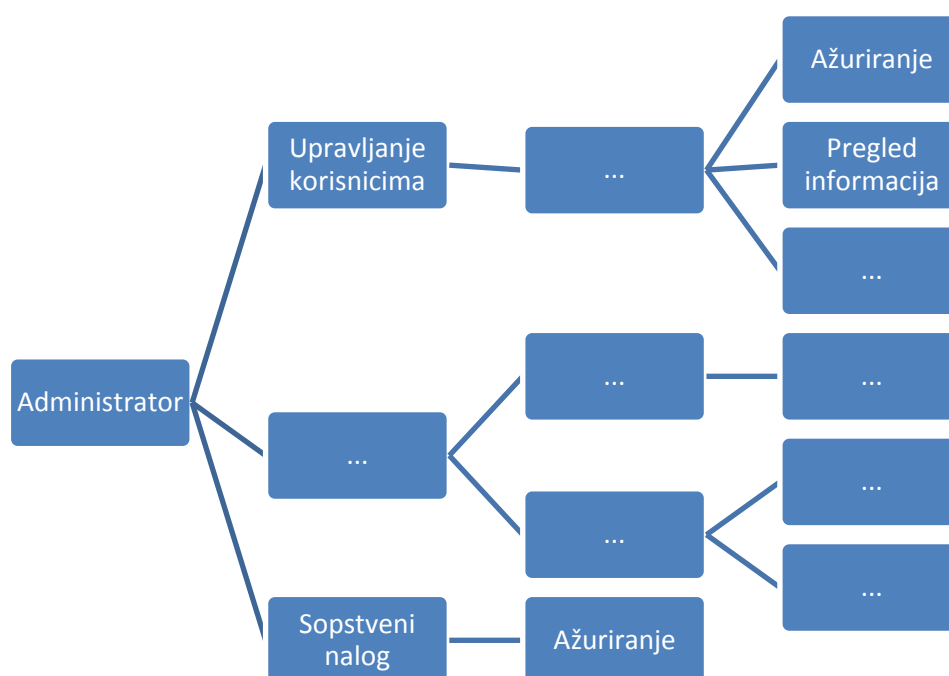 Ažuriranje
Upravljanje
korisnicima
...
Pregled
informacija
...
Administrator
...
...
...
...
...
...
Sopstveni
nalog
Ažuriranje